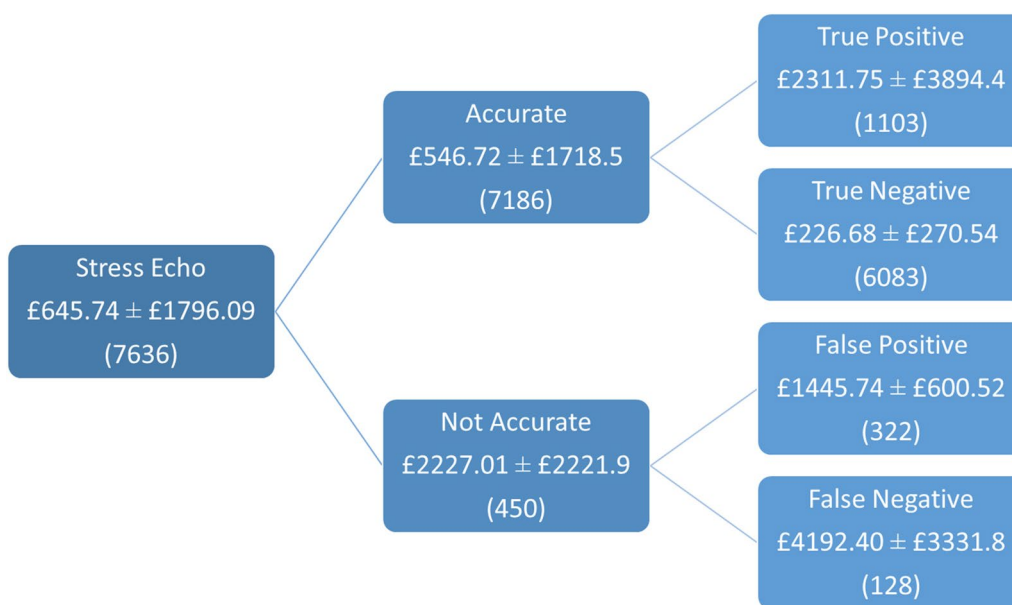 Stress Echo
£645.74 ± £1796.09
(7636)
Accurate
£546.72 ± £1718.5
(7186)
Not Accurate
£2227.01 ± £2221.9
(450)
True Positive
£2311.75 ± £3894.4
(1103)
True Negative
£226.68 ± £270.54
(6083)
False Positive
£1445.74 ± £600.52
(322)
False Negative
£4192.40 ± £3331.8
(128)